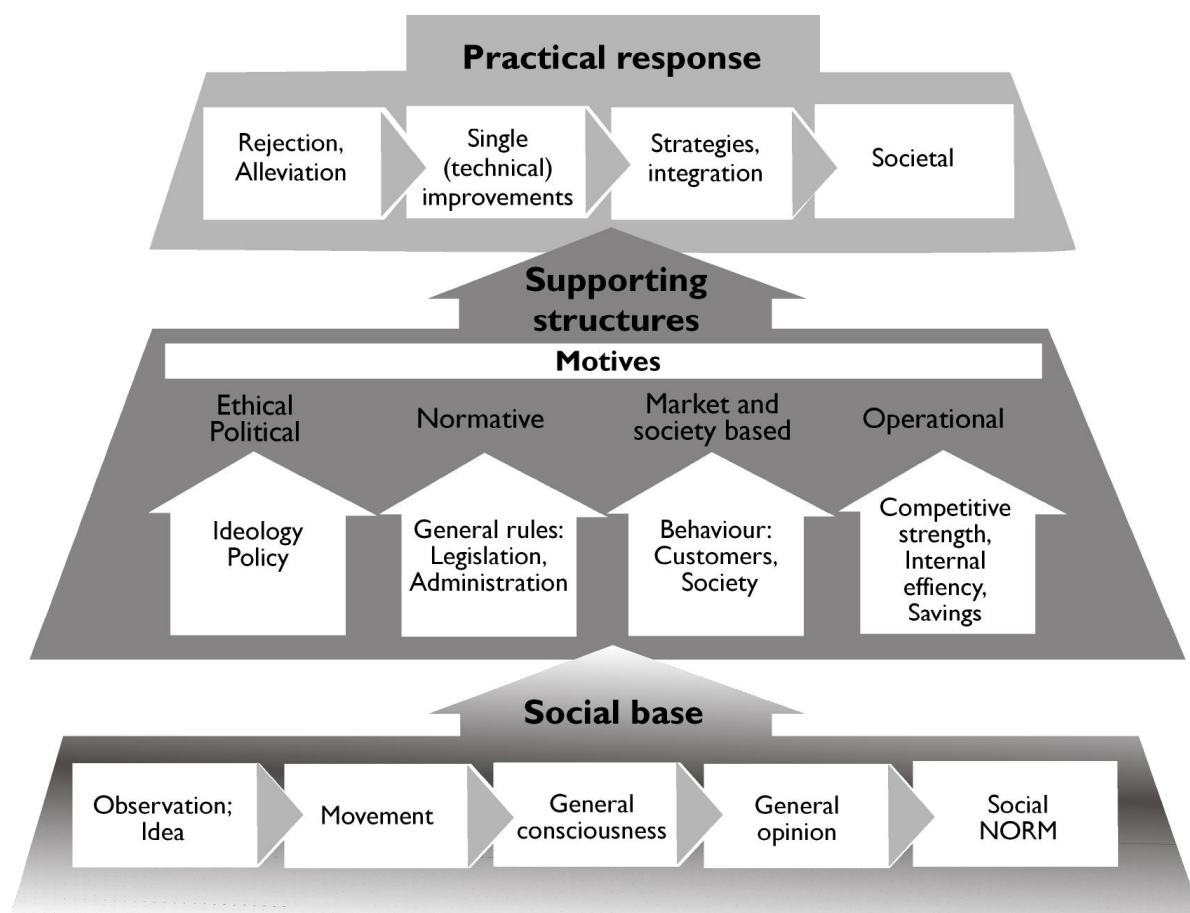 Practical response
Rejection,
Alleviation
Single
(technical)
improvements
Strategies,
integration
Societal
Supporting
structures
Motives
Ethical
Political
Normative
Market and
society based
Operational
Ideology
Policy
General rules:
Legislation,
Administration
Behaviour:
Customers,
Society
Competitive
strength,
Internal
effiency,
Savings
Social base
Observation;
Idea
Movement
General
consciousness
General
opinion
Social
NORM